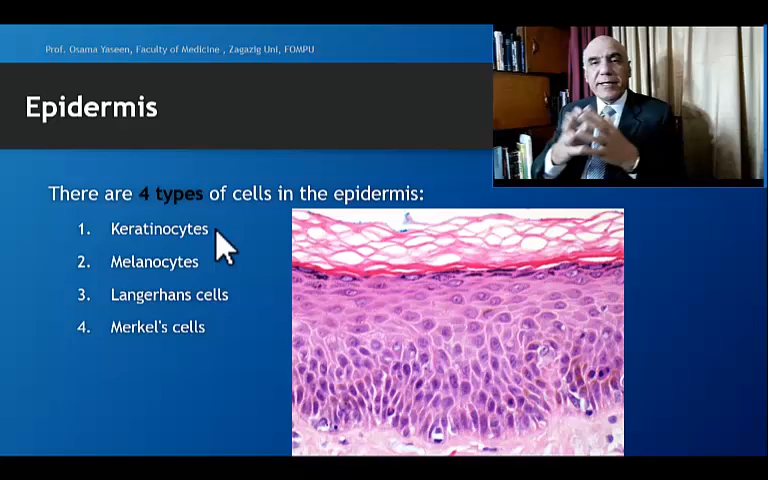 Prof. Osama Yaseen, Faculty of Medicine , Zagazig Uni, FOMPU
Epidermis
There are 4 types of cells in the epidermis:
1. Keratinocytes
2. Melanocytes
3. Langerhans cells
4. Merkel's cells